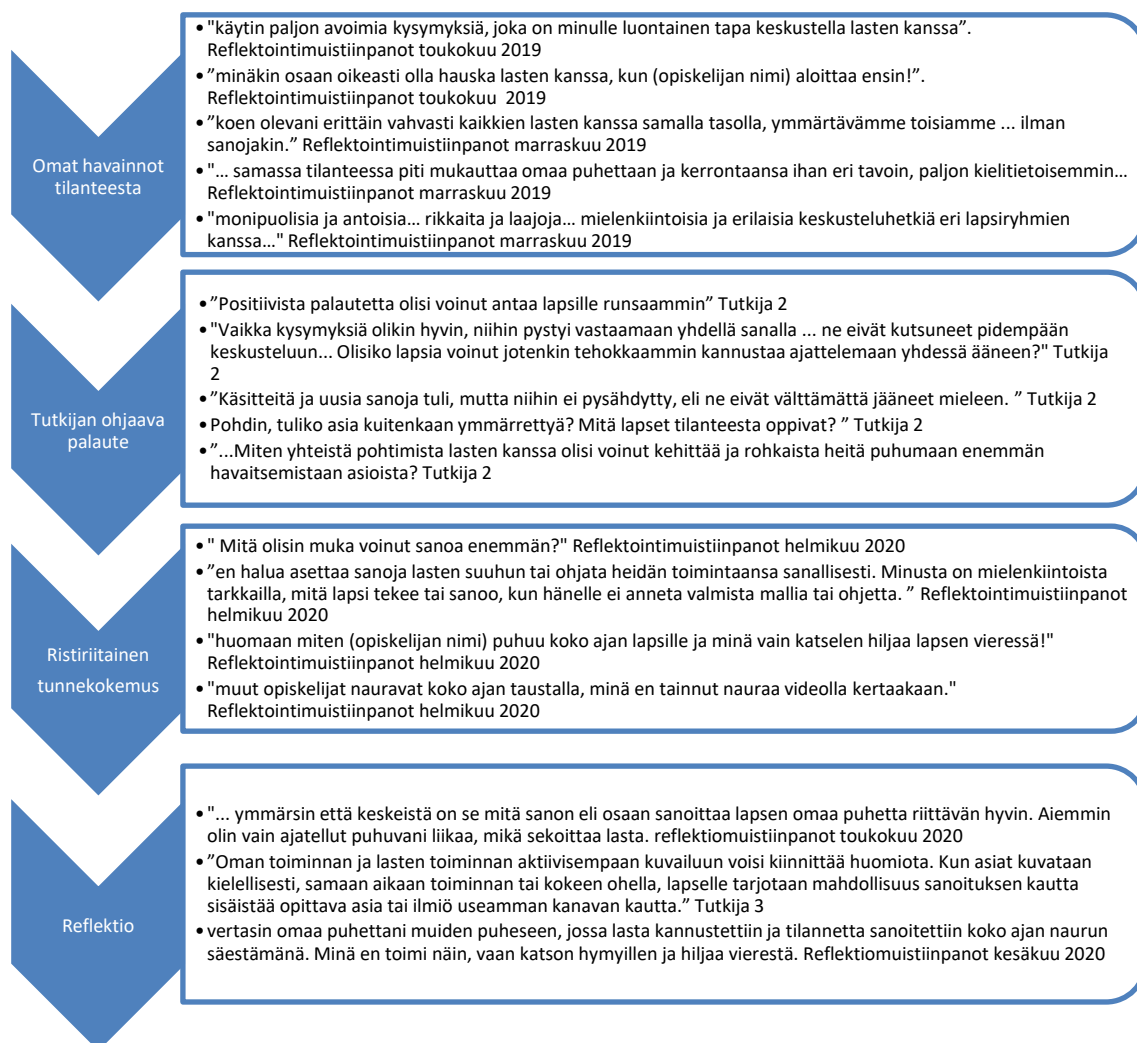 Omat havainnot
tilanteesta
• "käytin paljon avoimia kysymyksiä, joka on minulle luontainen tapa keskustella lasten kanssa”.
Reflektointimuistiinpanot toukokuu 2019
• ”minäkin osaan oikeasti olla hauska lasten kanssa, kun (opiskelijan nimi) aloittaa ensin!”.
Reflektointimuistiinpanot toukokuu 2019
• ”koen olevani erittäin vahvasti kaikkien lasten kanssa samalla tasolla, ymmärtävämme toisiamme ... ilman
sanojakin.” Reflektointimuistiinpanot marraskuu 2019
• "... samassa tilanteessa piti mukauttaa omaa puhettaan ja kerrontaansa ihan eri tavoin, paljon kielitietoisemmin...
Reflektointimuistiinpanot marraskuu 2019
• "monipuolisia ja antoisia... rikkaita ja laajoja... mielenkiintoisia ja erilaisia keskusteluhetkiä eri lapsiryhmien
kanssa..." Reflektointimuistiinpanot marraskuu 2019
Tutkijan ohjaava
palaute
• ”Positiivista palautetta olisi voinut antaa lapsille runsaammin” Tutkija 2
• "Vaikka kysymyksiä olikin hyvin, niihin pystyi vastaamaan yhdellä sanalla ... ne eivät kutsuneet pidempään
keskusteluun... Olisiko lapsia voinut jotenkin tehokkaammin kannustaa ajattelemaan yhdessä ääneen?" Tutkija
2
• ”Käsitteitä ja uusia sanoja tuli, mutta niihin ei pysähdytty, eli ne eivät välttämättä jääneet mieleen. ” Tutkija 2
• Pohdin, tuliko asia kuitenkaan ymmärrettyä? Mitä lapset tilanteesta oppivat? ” Tutkija 2
• ”...Miten yhteistä pohtimista lasten kanssa olisi voinut kehittää ja rohkaista heitä puhumaan enemmän
havaitsemistaan asioista? Tutkija 2
Ristiriitainen
tunnekokemus
• " Mitä olisin muka voinut sanoa enemmän?" Reflektointimuistiinpanot helmikuu 2020
• ”en halua asettaa sanoja lasten suuhun tai ohjata heidän toimintaansa sanallisesti. Minusta on mielenkiintoista
tarkkailla, mitä lapsi tekee tai sanoo, kun hänelle ei anneta valmista mallia tai ohjetta. ” Reflektointimuistiinpanot
helmikuu 2020
• "huomaan miten (opiskelijan nimi) puhuu koko ajan lapsille ja minä vain katselen hiljaa lapsen vieressä!"
Reflektointimuistiinpanot helmikuu 2020
• "muut opiskelijat nauravat koko ajan taustalla, minä en tainnut nauraa videolla kertaakaan."
Reflektointimuistiinpanot helmikuu 2020
Reflektio
• "... ymmärsin että keskeistä on se mitä sanon eli osaan sanoittaa lapsen omaa puhetta riittävän hyvin. Aiemmin
olin vain ajatellut puhuvani liikaa, mikä sekoittaa lasta. reflektiomuistiinpanot toukokuu 2020
• ”Oman toiminnan ja lasten toiminnan aktiivisempaan kuvailuun voisi kiinnittää huomiota. Kun asiat kuvataan
kielellisesti, samaan aikaan toiminnan tai kokeen ohella, lapselle tarjotaan mahdollisuus sanoituksen kautta
sisäistää opittava asia tai ilmiö useamman kanavan kautta.” Tutkija 3
• vertasin omaa puhettani muiden puheseen, jossa lasta kannustettiin ja tilannetta sanoitettiin koko ajan naurun
säestämänä. Minä en toimi näin, vaan katson hymyillen ja hiljaa vierestä. Reflektiomuistiinpanot kesäkuu 2020